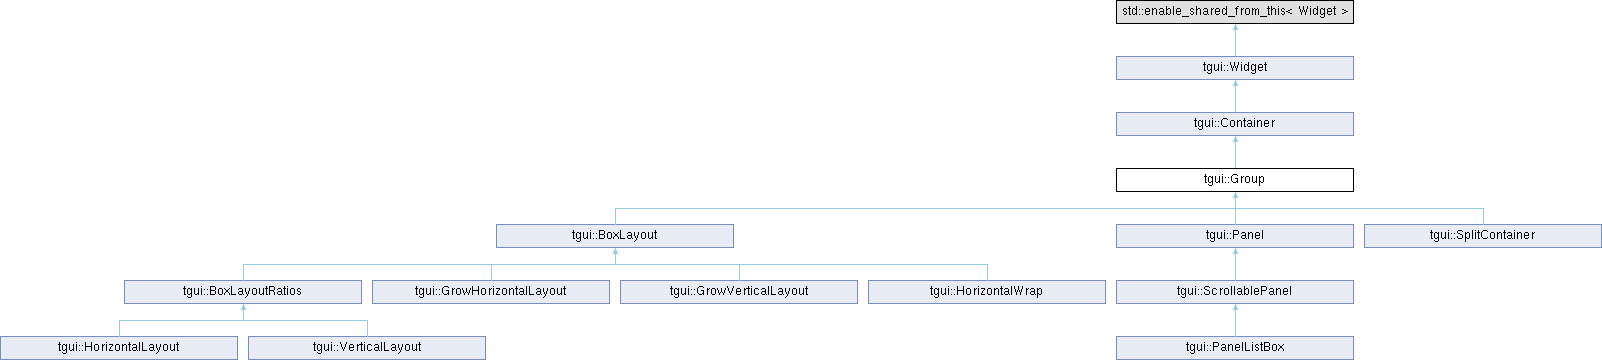 std::enable_shared_from_this< Widget >
tgui::Widget
tgui::Container
tgui::Group
tgui::BoxLayout
tgui::Panel
tgui::SplitContainer
tgui::BoxLayoutRatios
tgui::GrowHorizontalLayout
tgui::GrowVerticalLayout
tgui::HorizontalWrap
tgui::ScrollablePanel
tgui::HorizontalLayout
tgui::VerticalLayout
tgui::PanelListBox